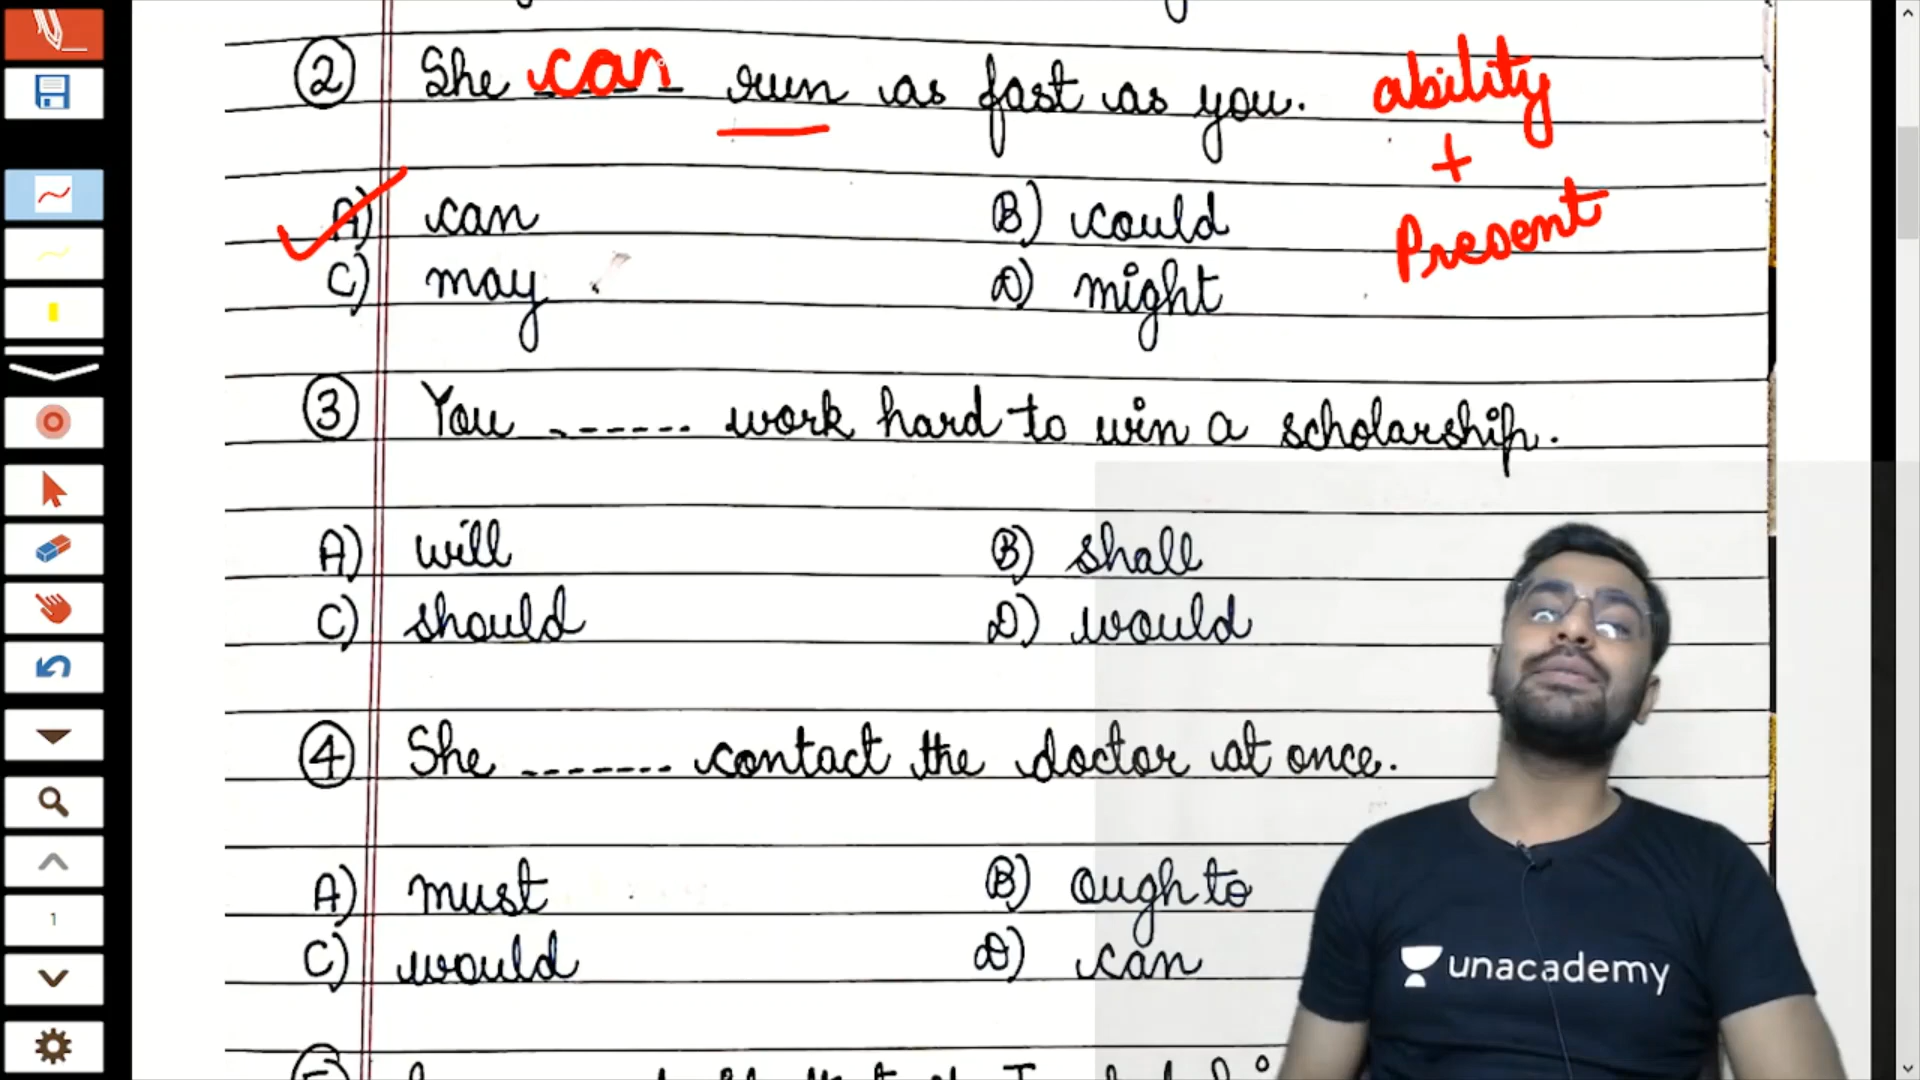 ② She can run as fast as you. ability
+
Present
A) can B) could
C) may D) might
③ You ------ work hard to win a scholarship.
A) will B) shall
C) should D) would
④ She ------- contact the doctor at once.
A) must B) ought to
C) would D) can
unacademy
1